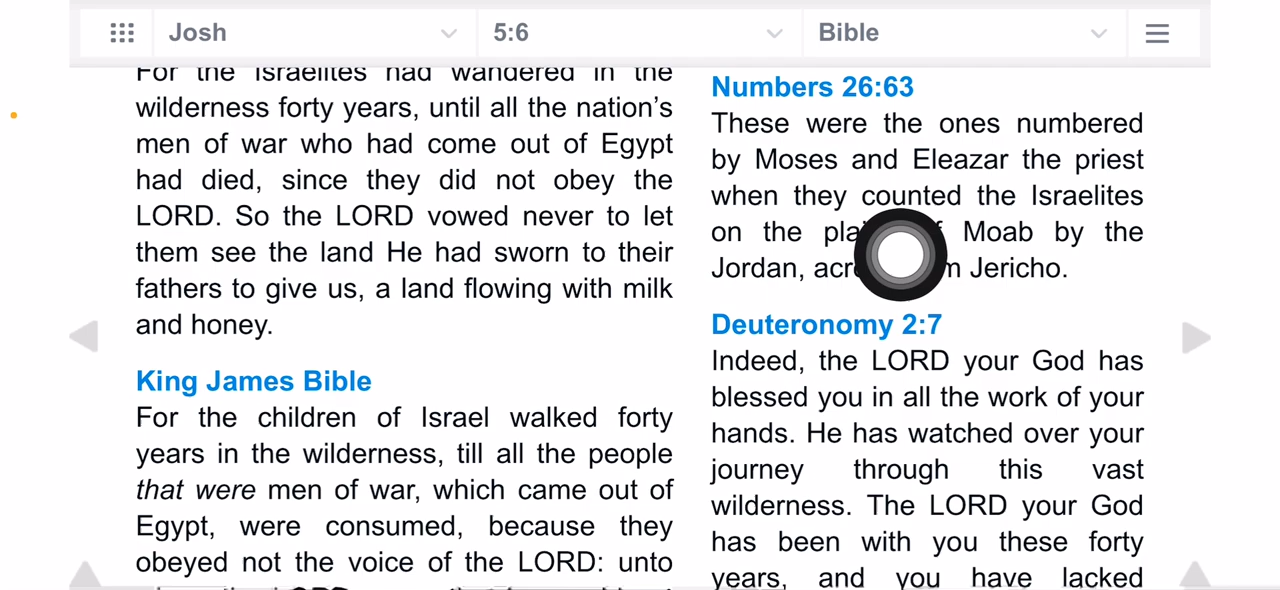 Josh
5:6
Bible
For the Israelites had wandered in the
wilderness forty years, until all the nation’s
men of war who had come out of Egypt
had died, since they did not obey the
LORD. So the LORD vowed never to let
them see the land He had sworn to their
fathers to give us, a land flowing with milk
and honey.
King James Bible
For the children of Israel walked forty
years in the wilderness, till all the people
that were men of war, which came out of
Egypt, were consumed, because they
obeyed not the voice of the LORD: unto
Numbers 26:63
These were the ones numbered
by Moses and Eleazar the priest
when they counted the Israelites
on the Moab by the
Jordan, Jericho.
Deuteronomy 2:7
Indeed, the LORD your God has
blessed you in all the work of your
hands. He has watched over your
journey through this vast
wilderness. The LORD your God
has been with you these forty
years, and you have lacked